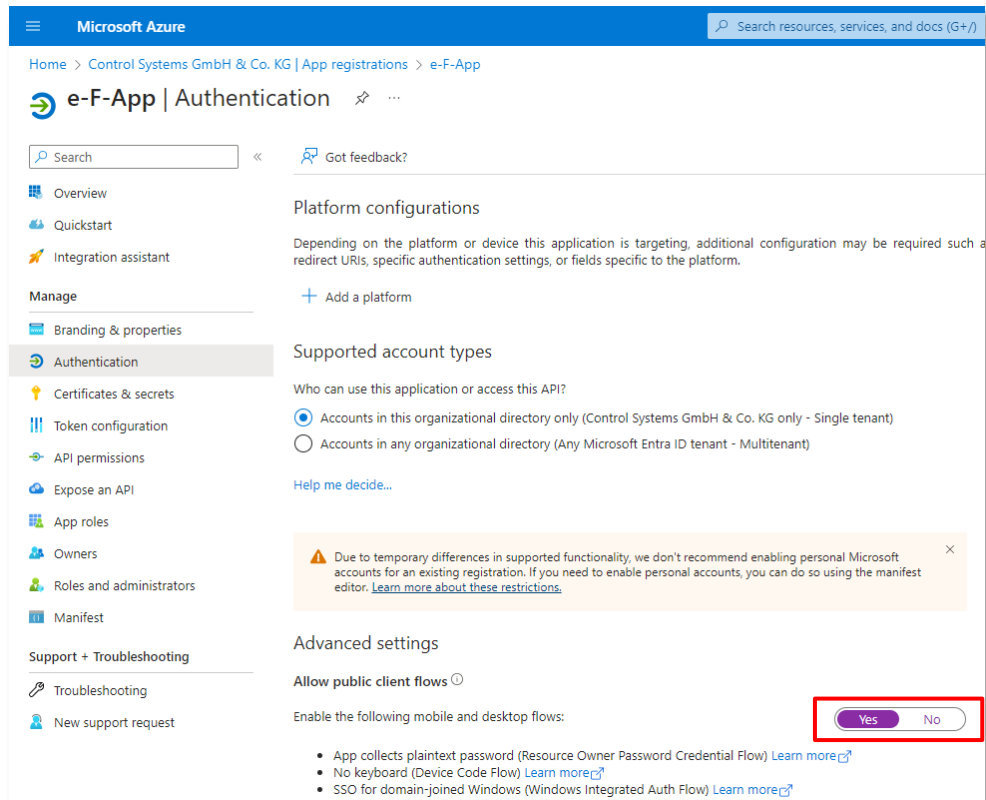 Microsoft Azure
Search resources, services, and docs (G+/)
Home > Control Systems GmbH & Co. KG | App registrations > e-F-App
e-F-App | Authentication
Search
Got feedback?
Overview
Quickstart
Integration assistant
Manage
Branding & properties
Authentication
Certificates & secrets
Token configuration
API permissions
Expose an API
App roles
Owners
Roles and administrators
Manifest
Support + Troubleshooting
Troubleshooting
New support request
Platform configurations
Depending on the platform or device this application is targeting, additional configuration may be required such a
redirect URIs, specific authentication settings, or fields specific to the platform.
Add a platform
Supported account types
Who can use this application or access this API?
Accounts in this organizational directory only (Control Systems GmbH & Co. KG only - Single tenant)
Accounts in any organizational directory (Any Microsoft Entra ID tenant - Multitenant)
Help me decide...
Due to temporary differences in supported functionality, we don't recommend enabling personal Microsoft
accounts for an existing registration. If you need to enable personal accounts, you can do so using the manifest
editor. Learn more about these restrictions.
Advanced settings
Allow public client flows
Enable the following mobile and desktop flows:
Yes No
• App collects plaintext password (Resource Owner Password Credential Flow) Learn more
• No keyboard (Device Code Flow) Learn more
• SSO for domain-joined Windows (Windows Integrated Auth Flow) Learn more